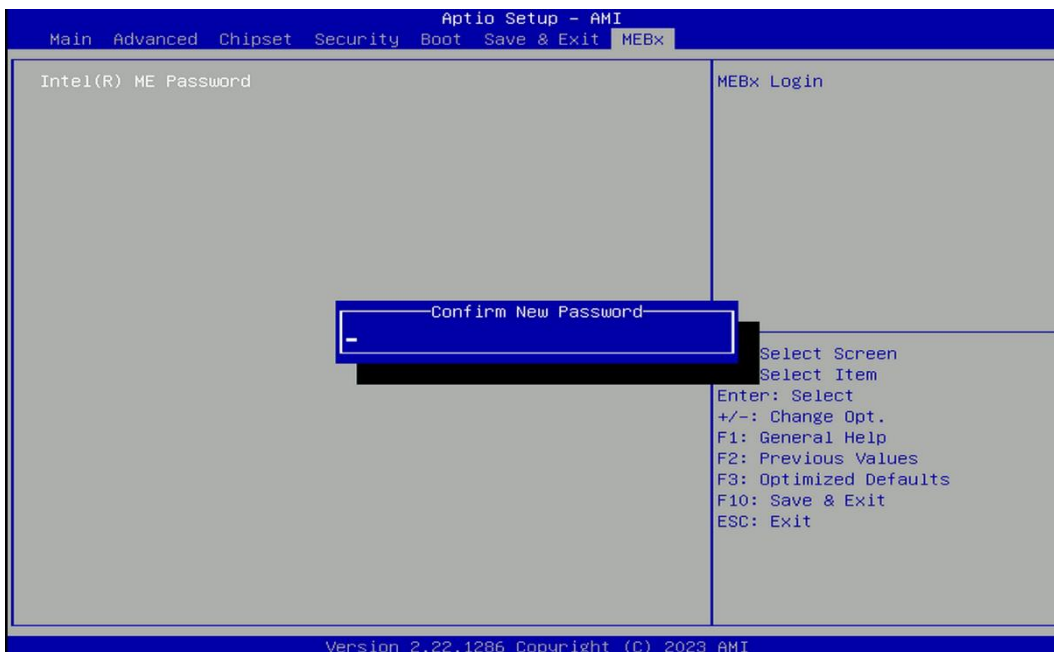 Aptio Setup – AMI
Main Advanced Chipset Security Boot Save & Exit MEBx
Intel(R) ME Password
MEBx Login
Confirm New Password
Select Screen
Select Item
Enter: Select
+/-: Change Opt.
F1: General Help
F2: Previous Values
F3: Optimized Defaults
F10: Save & Exit
ESC: Exit
Version 2.22.1286 Copyright (C) 2023 AMI